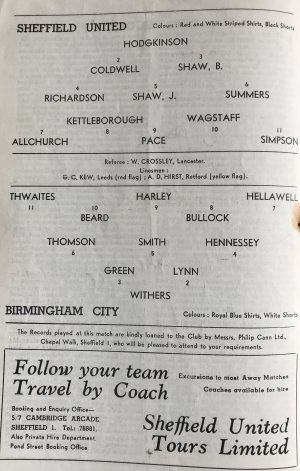 SHEFFIELD UNITED Colours : Red and White Striped Shirts, Black Shorts
HODGKINSON
2 3
COLDWELL SHAW, B.
4 5 6
RICHARDSON SHAW, J. SUMMERS
KETTLEBOROUGH WAGSTAFF
7 8 9 10 11
ALLCHURCH PACE SIMPSON
Referee : W. CROSSLEY, Lancaster.
Linesmen :
G. C. KEW, Leeds (red flag) ; A. D. HIRST, Retford (yellow flag).
THWAITES HARLEY HELLAWELL
11 10 9 8 7
BEARD BULLOCK
THOMSON SMITH HENNESSEY
6 5 4
GREEN LYNN
3 2
WITHERS
BIRMINGHAM CITY Colours : Royal Blue Shirts, White Shorts
The Records played at this match are kindly loaned to the Club by Messrs. Philip Cann Ltd.,
Chapel Walk, Sheffield 1, who will be pleased to attend to your requirements.
Follow your team
Travel by Coach
Excursions to most Away Matches
Coaches available for hire
Booking and Enquiry Office—
5/7 CAMBRIDGE ARCADE
SHEFFIELD 1. Tel.: 78881.
Also Private Hire Department
Pond Street Booking Office
Sheffield United
Tours Limited